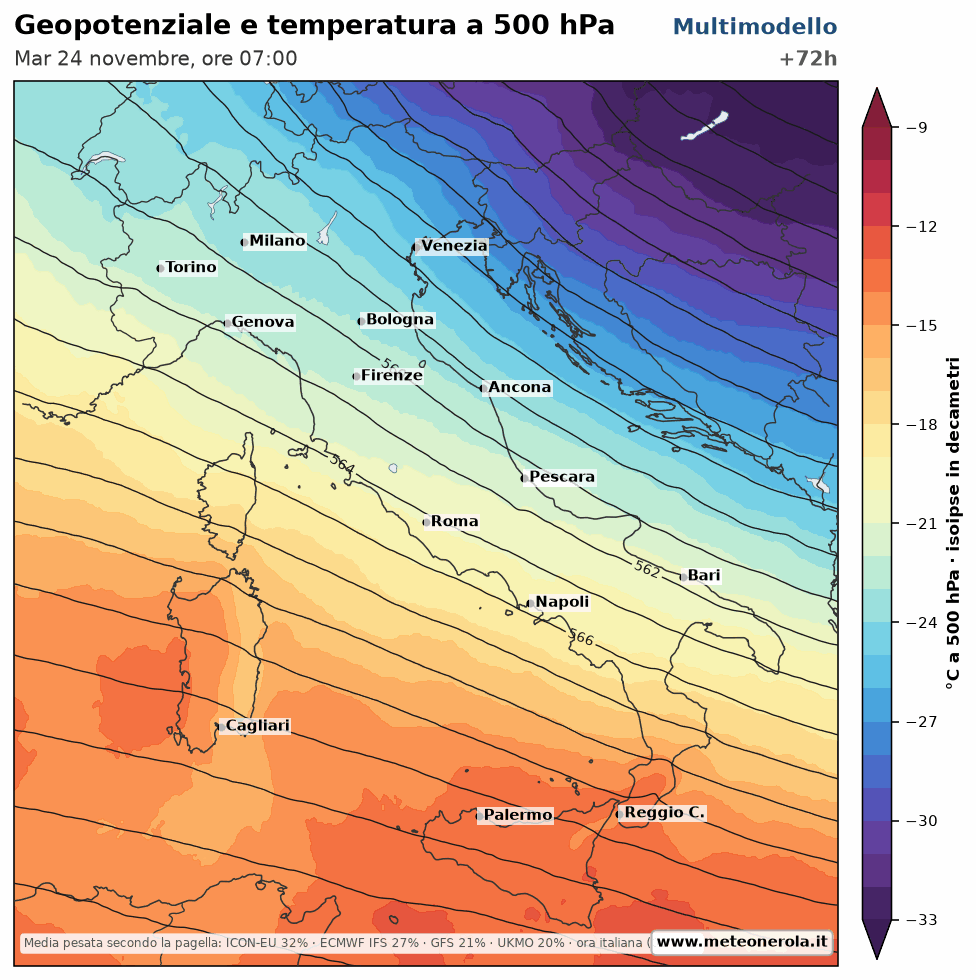 Geopotenziale e temperatura a 500 hPa
Multimodello
Mar 24 novembre, ore 07:00
+72h
Milano
Venezia
Torino
Genova
Bologna
Firenze
Ancona
564
Pescara
Roma
562
Bari
Napoli
566
Cagliari
Palermo
Reggio C.
−9
−12
−15
−18
−21
−24
−27
−30
−33
°C a 500 hPa · isoipse in decametri
Media pesata secondo la pagella: ICON-EU 32% · ECMWF IFS 27% · GFS 21% · UKMO 20% · ora italiana (
www.meteonerola.it